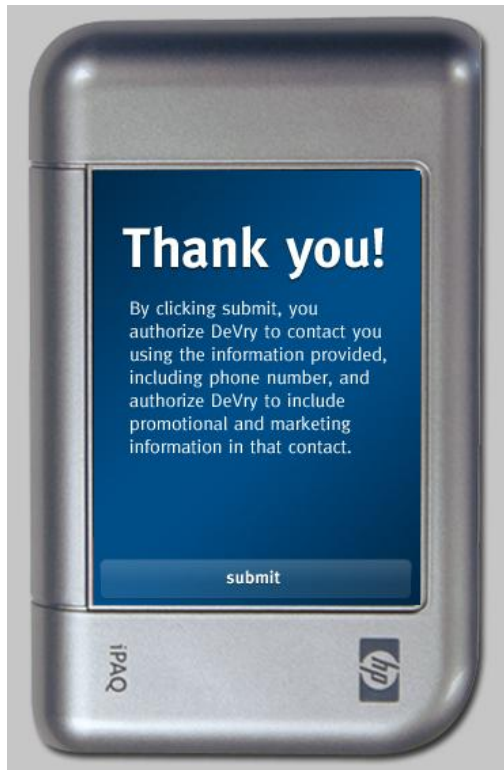 Thank you!
By clicking submit, you
authorize DeVry to contact you
using the information provided,
including phone number, and
authorize DeVry to include
promotional and marketing
information in that contact.
submit
iPAQ
hp